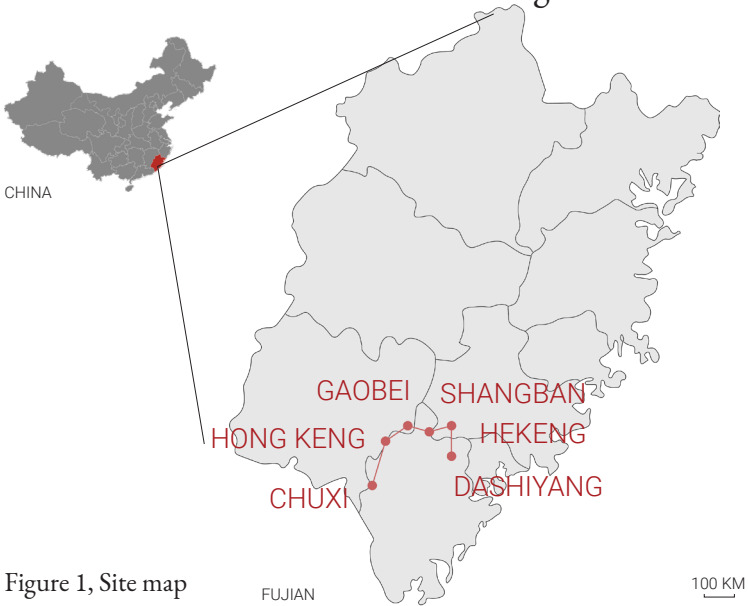 CHINA
GAOBEI
SHANGBAN
HONG KENG
HEKENG
CHUXI
DASHIYANG
Figure 1, Site map
FUJIAN
100 KM